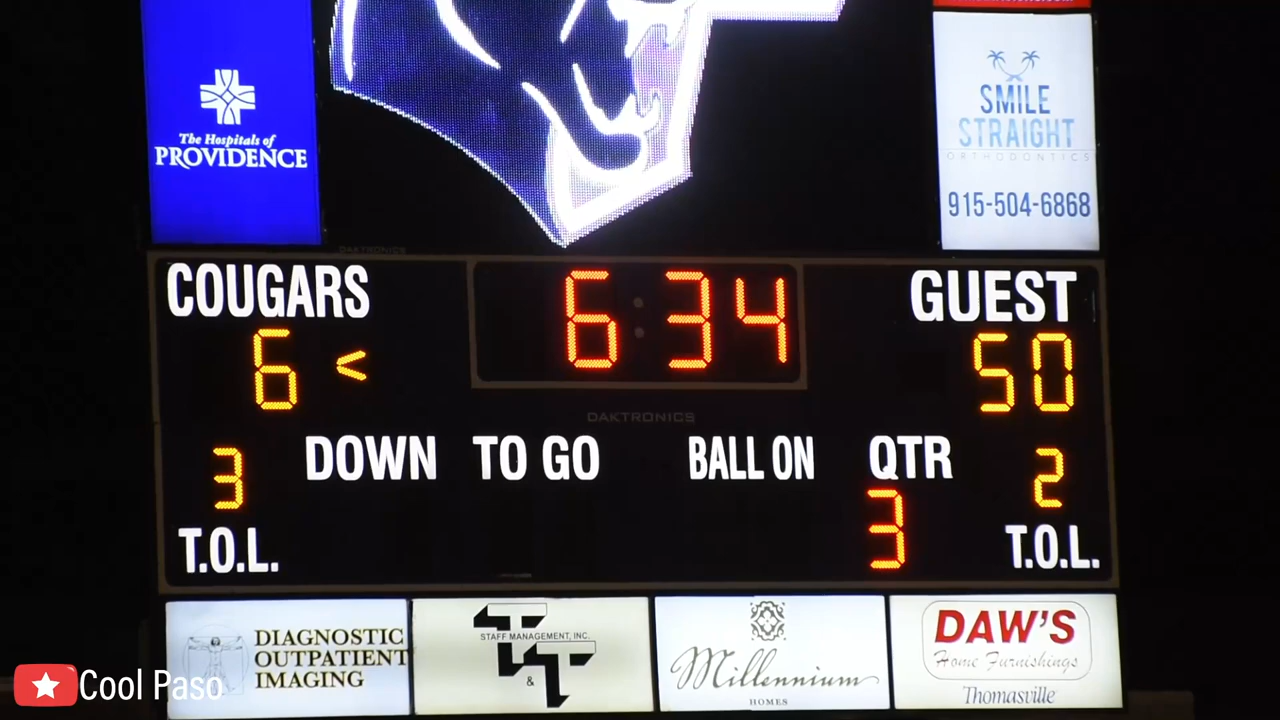 The Hospitals of
PROVIDENCE
SMILE
STRAIGHT
ORTHODONTICS
915-504-6868
DAKTRONICS
COUGARS
6:34
GUEST
6 <
50
DAKTRONICS
DOWN TO GO BALL ON QTR
3
2
3
T.O.L.
T.O.L.
DIAGNOSTIC
OUTPATIENT
IMAGING
STAFF MANAGEMENT, INC.
T&T
Millennium
HOMES
DAW'S
Home Furnishings
Thomasville
Cool Paso